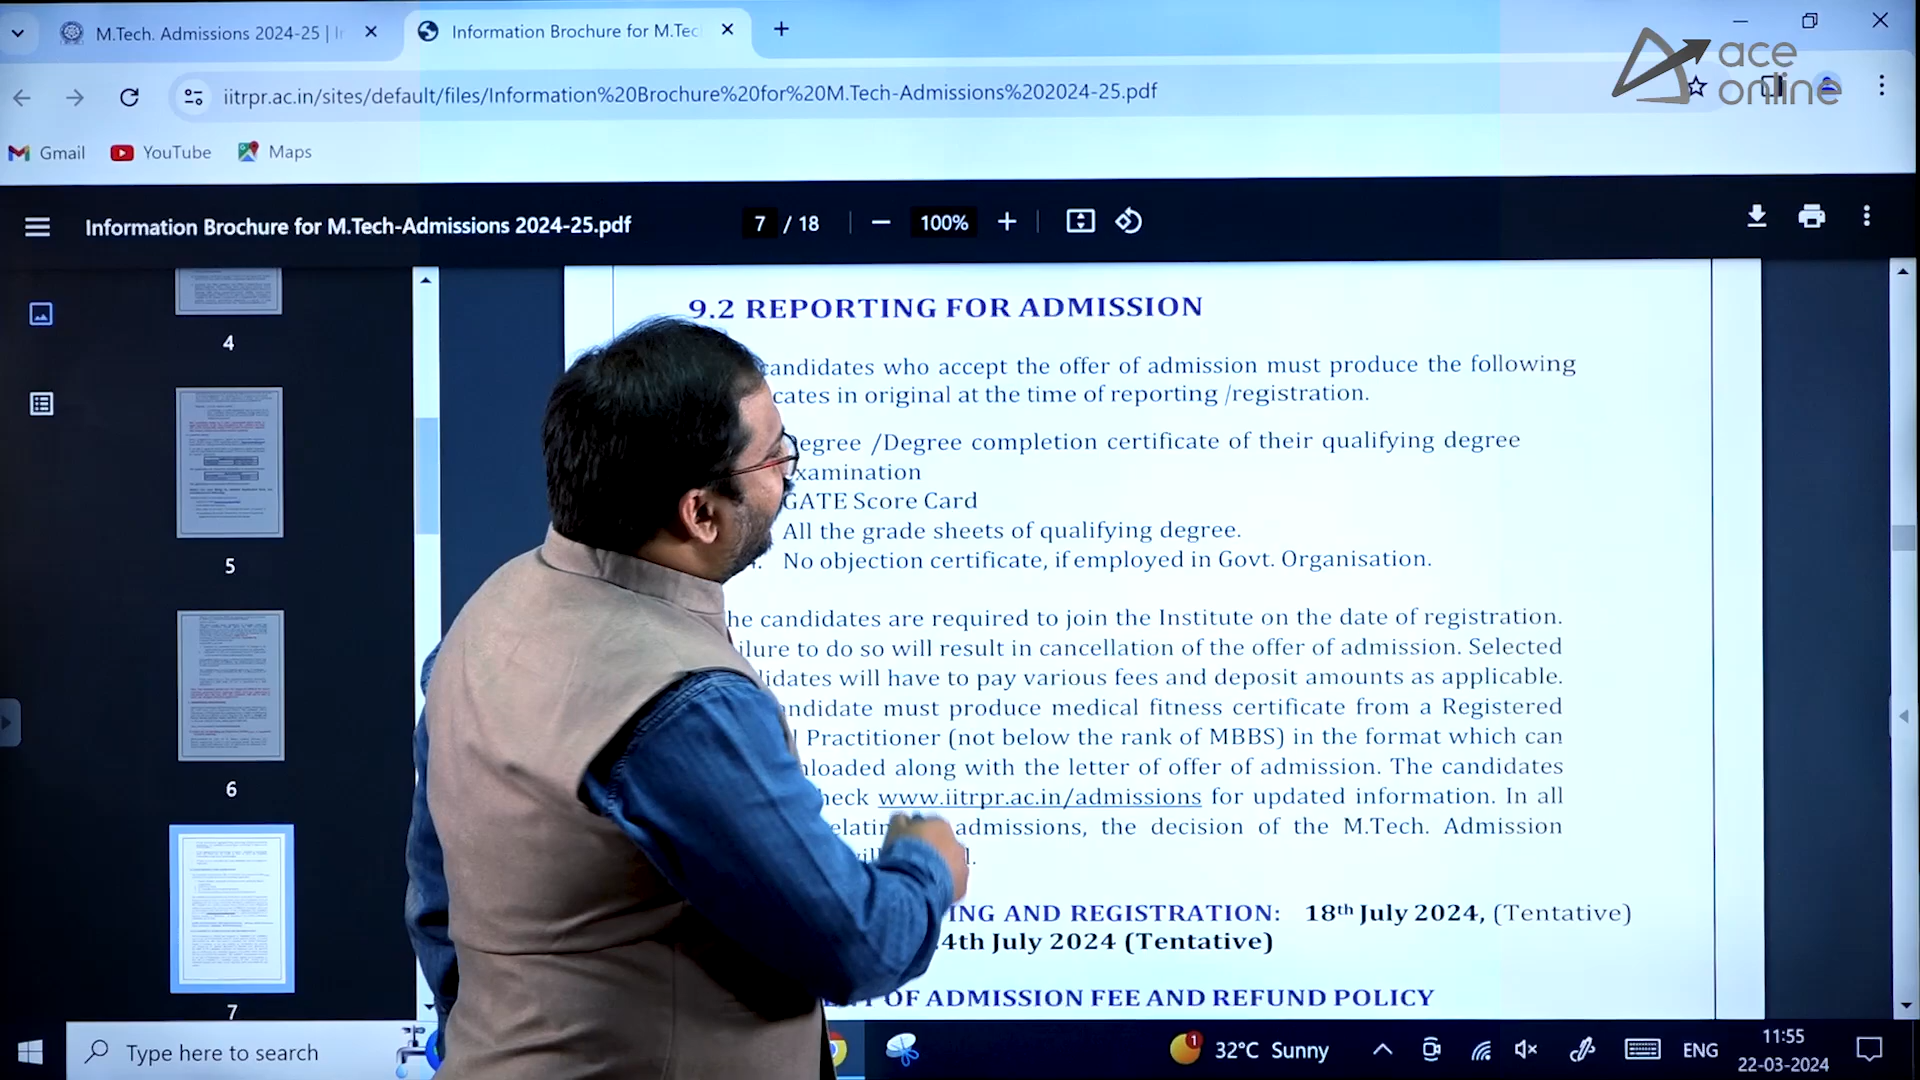 M.Tech. Admissions 2024-25 | I
Information Brochure for M.Tec
ace
online
iitrpr.ac.in/sites/default/files/Information%20Brochure%20for%20M.Tech-Admissions%202024-25.pdf
Gmail
YouTube
Maps
Information Brochure for M.Tech-Admissions 2024-25.pdf
7 / 18
100%
4
5
6
7
9.2 REPORTING FOR ADMISSION
candidates who accept the offer of admission must produce the following
cates in original at the time of reporting /registration.
Degree /Degree completion certificate of their qualifying degree
examination
GATE Score Card
All the grade sheets of qualifying degree.
No objection certificate, if employed in Govt. Organisation.
he candidates are required to join the Institute on the date of registration.
ilure to do so will result in cancellation of the offer of admission. Selected
lidates will have to pay various fees and deposit amounts as applicable.
andidate must produce medical fitness certificate from a Registered
l Practitioner (not below the rank of MBBS) in the format which can
nloaded along with the letter of offer of admission. The candidates
heck www.iitrpr.ac.in/admissions for updated information. In all
elatin admissions, the decision of the M.Tech. Admission
wil l.
ING AND REGISTRATION: 18th July 2024, (Tentative)
4th July 2024 (Tentative)
OF ADMISSION FEE AND REFUND POLICY
Type here to search
1
32°C Sunny
ENG
11:55
22-03-2024